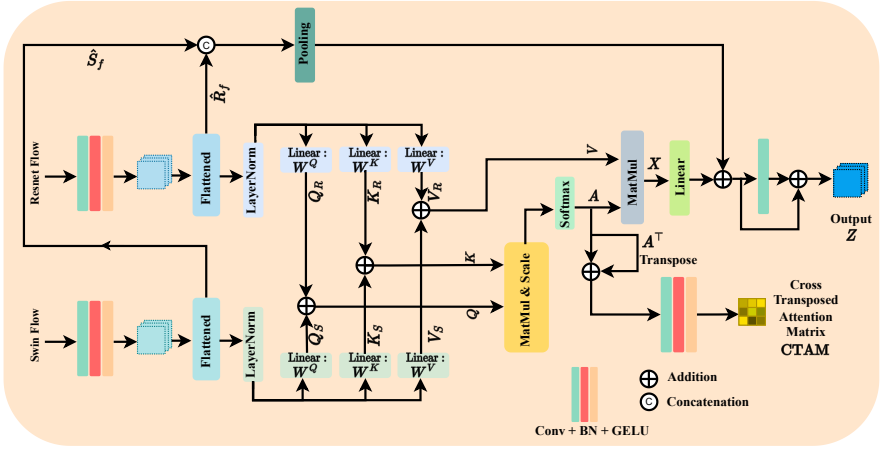 Ŝ_f
C
R̂_f
Pooling
Resnet Flow
Flattened
LayerNorm
Linear :
W^Q
Linear :
W^K
Linear :
W^V
Q_R
K_R
V_R
V
MatMul
X
Linear
Softmax
A
A^⊤
Transpose
Output
Z
K
Q
MatMul & Scale
Swin Flow
Flattened
LayerNorm
Q_S
K_S
V_S
Linear :
W^Q
Linear :
W^K
Linear :
W^V
Cross
Transposed
Attention
Matrix
CTAM
Addition
C
Concatenation
Conv + BN + GELU